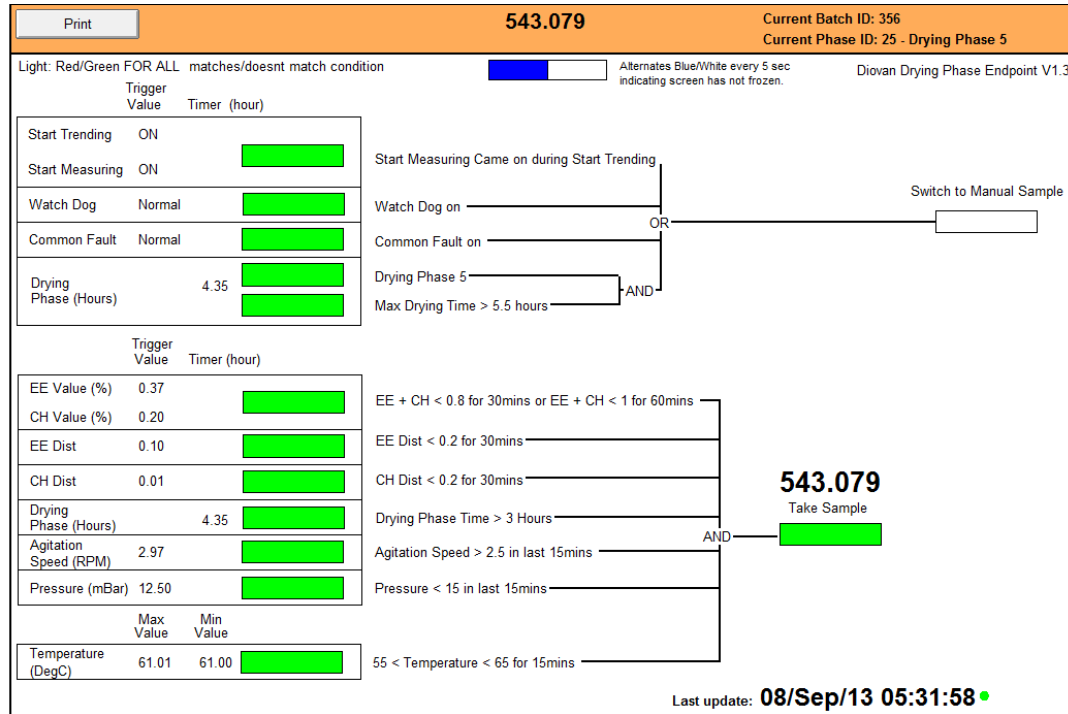 Print
543.079
Current Batch ID: 356
Current Phase ID: 25 - Drying Phase 5
Light: Red/Green FOR ALL matches/doesnt match condition
Alternates Blue/White every 5 sec
indicating screen has not frozen.
Diovan Drying Phase Endpoint V1.3
Trigger
Value Timer (hour)
Start Trending ON
Start Measuring ON
Start Measuring Came on during Start Trending
Switch to Manual Sample
Watch Dog Normal
Watch Dog on
OR
Common Fault Normal
Common Fault on
Drying
Phase (Hours) 4.35
Drying Phase 5
AND
Max Drying Time > 5.5 hours
Trigger
Value Timer (hour)
EE Value (%) 0.37
CH Value (%) 0.20
EE + CH < 0.8 for 30mins or EE + CH < 1 for 60mins
EE Dist 0.10
EE Dist < 0.2 for 30mins
CH Dist 0.01
CH Dist < 0.2 for 30mins
543.079
Take Sample
Drying
Phase (Hours) 4.35
Drying Phase Time > 3 Hours
AND
Agitation
Speed (RPM) 2.97
Agitation Speed > 2.5 in last 15mins
Pressure (mBar) 12.50
Pressure < 15 in last 15mins
Max
Value
Min
Value
Temperature
(DegC) 61.01 61.00
55 < Temperature < 65 for 15mins
Last update: 08/Sep/13 05:31:58